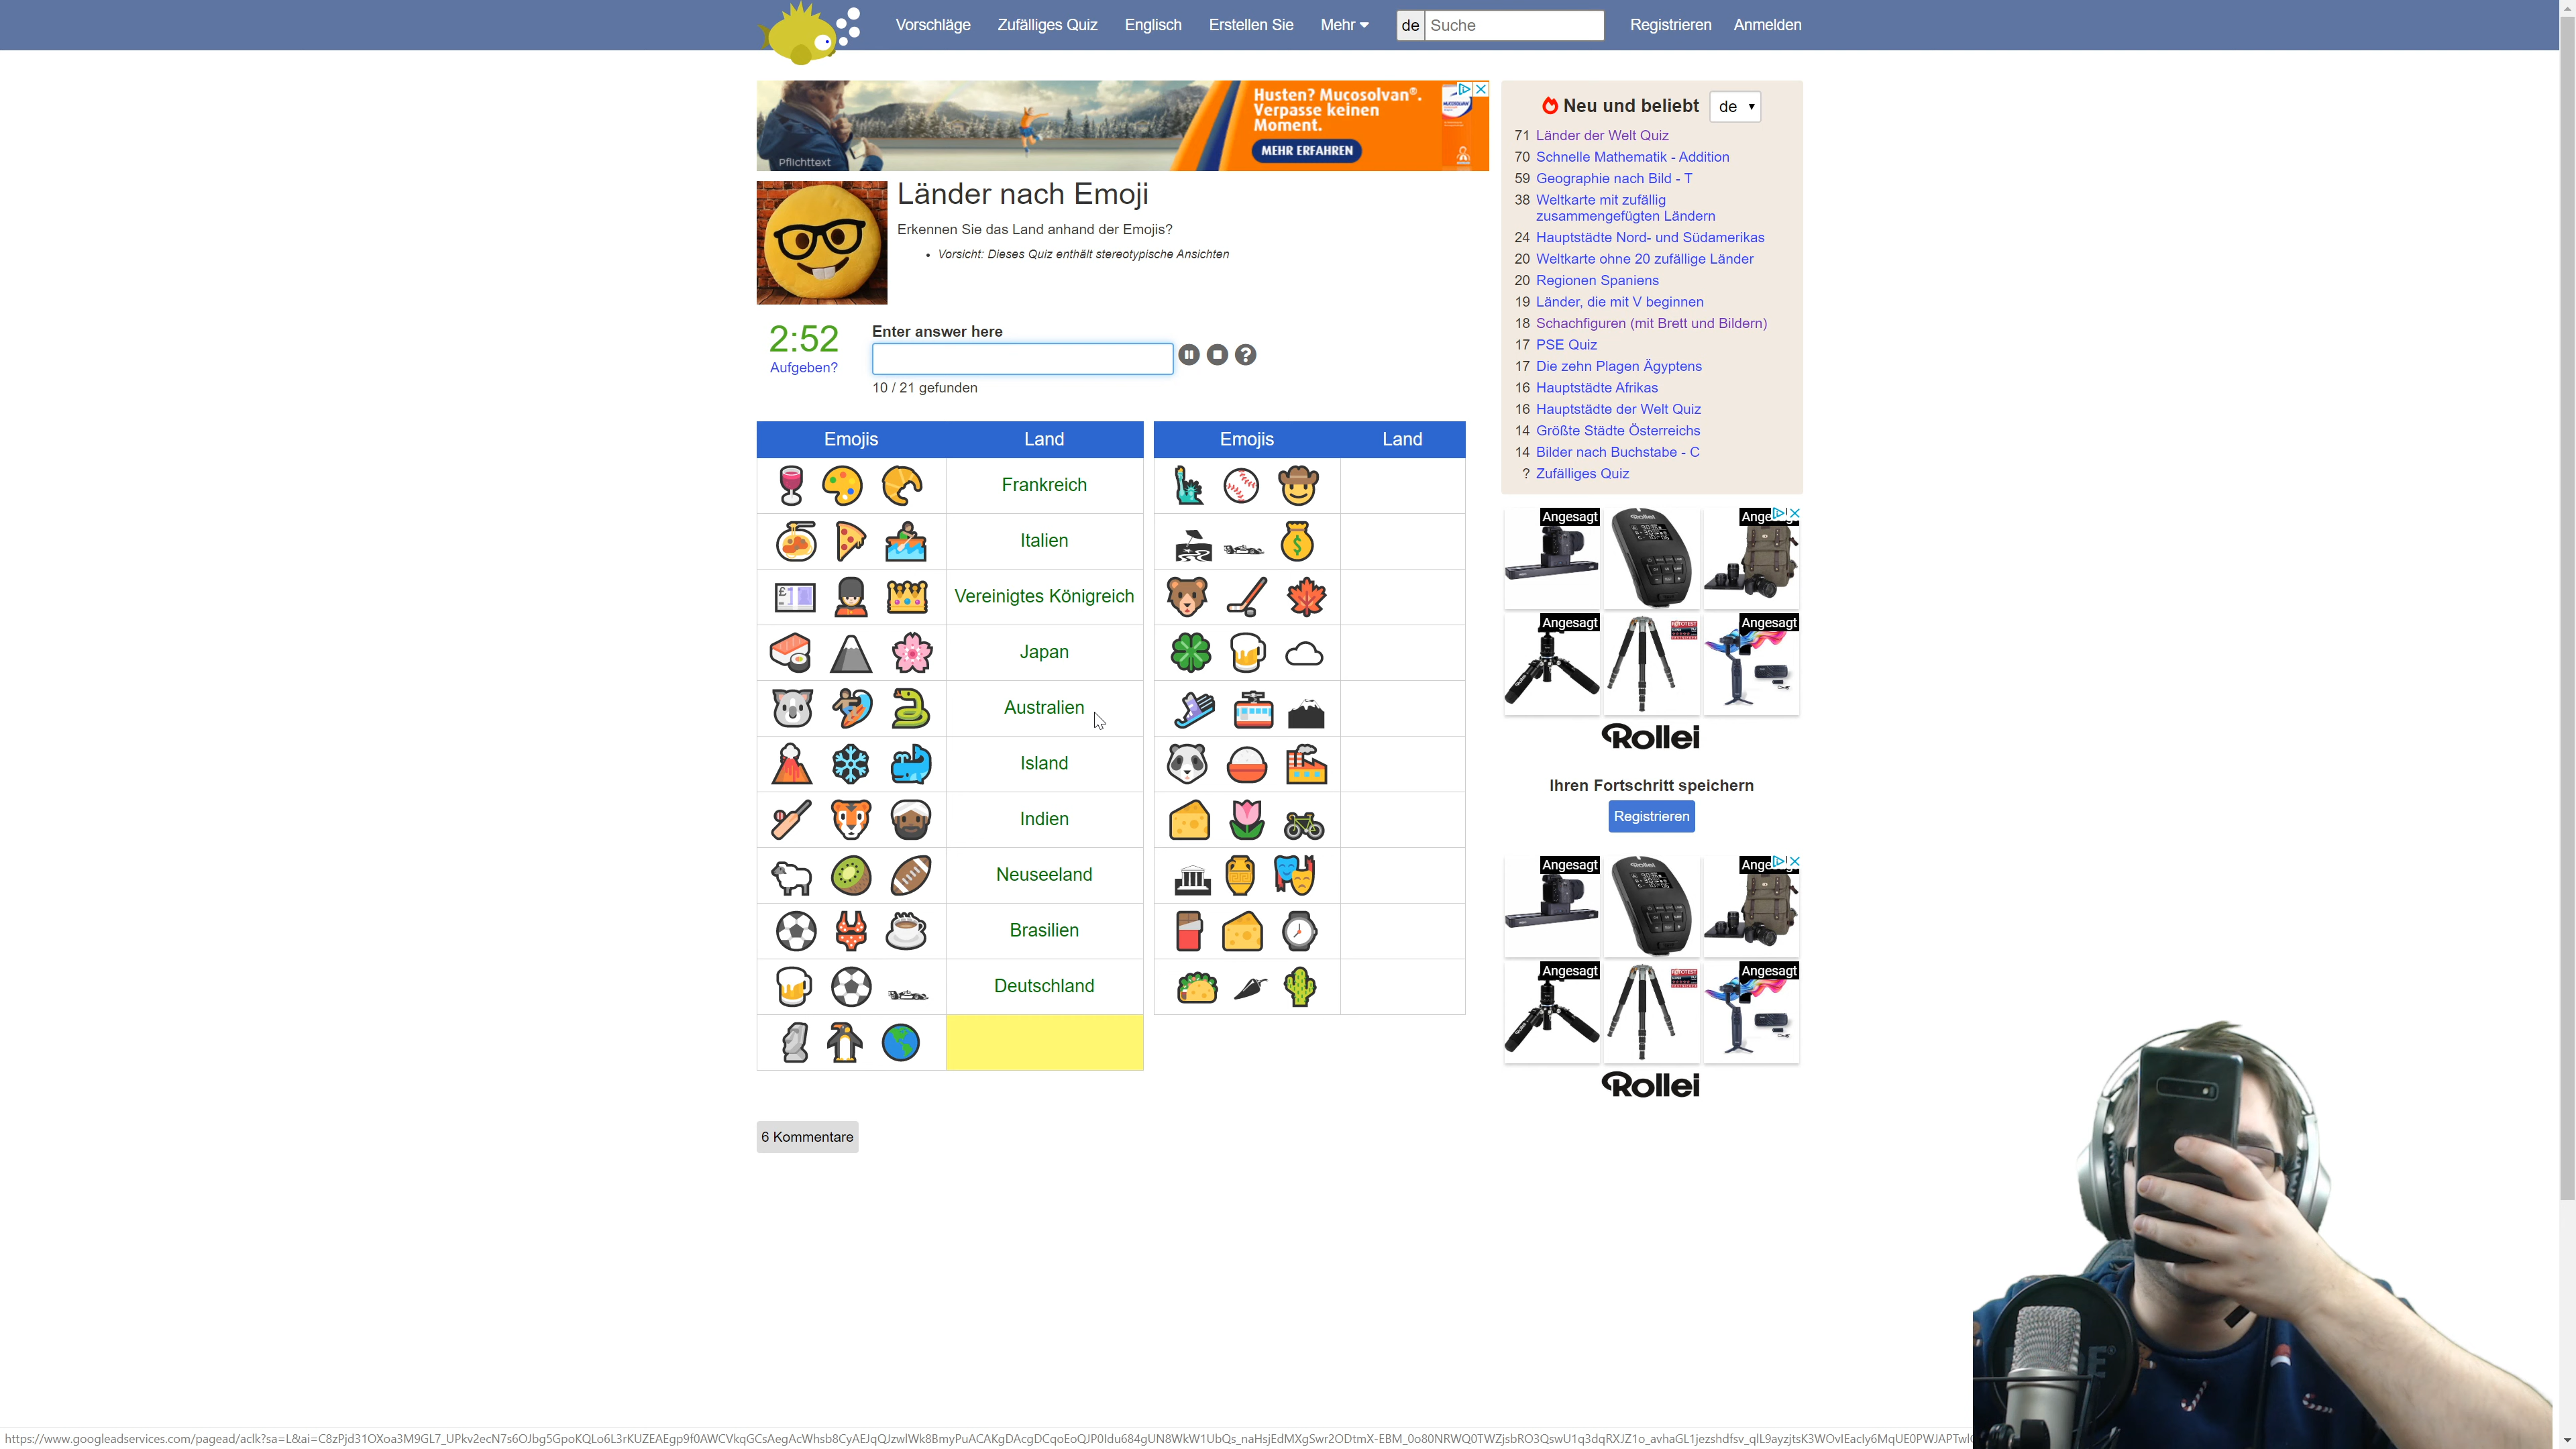 Vorschläge Zufälliges Quiz Englisch Erstellen Sie Mehr de Suche Registrieren Anmelden
Husten? Mucosolvan®.
Verpasse keinen
Moment.
MEHR ERFAHREN
Pflichttext
MUCOSOLVAN
Länder nach Emoji
Erkennen Sie das Land anhand der Emojis?
• Vorsicht: Dieses Quiz enthält stereotypische Ansichten
2:52
Aufgeben?
Enter answer here
10 / 21 gefunden
Emojis Land
Frankreich
Italien
Vereinigtes Königreich
Japan
Australien
Island
Indien
Neuseeland
Brasilien
Deutschland
Emojis Land
6 Kommentare
Neu und beliebt de
71 Länder der Welt Quiz
70 Schnelle Mathematik - Addition
59 Geographie nach Bild - T
38 Weltkarte mit zufällig
zusammengefügten Ländern
24 Hauptstädte Nord- und Südamerikas
20 Weltkarte ohne 20 zufällige Länder
20 Regionen Spaniens
19 Länder, die mit V beginnen
18 Schachfiguren (mit Brett und Bildern)
17 PSE Quiz
17 Die zehn Plagen Ägyptens
16 Hauptstädte Afrikas
16 Hauptstädte der Welt Quiz
14 Größte Städte Österreichs
14 Bilder nach Buchstabe - C
? Zufälliges Quiz
Angesagt
Angesagt
Angesagt
Rollei
Ihren Fortschritt speichern
Registrieren
Angesagt
Angesagt
Angesagt
Rollei